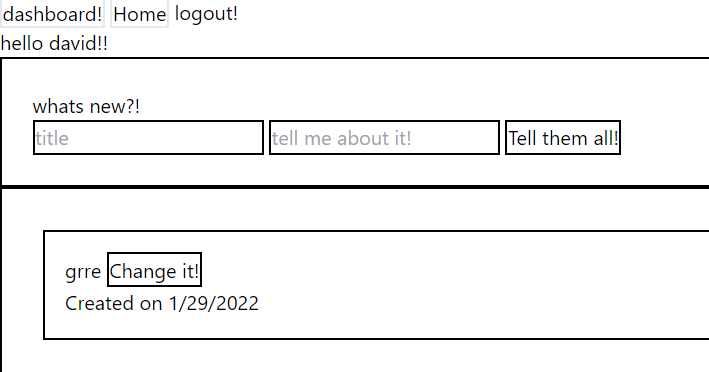 dashboard! Home logout!
hello david!!
whats new?!
title tell me about it! Tell them all!
grre Change it!
Created on 1/29/2022